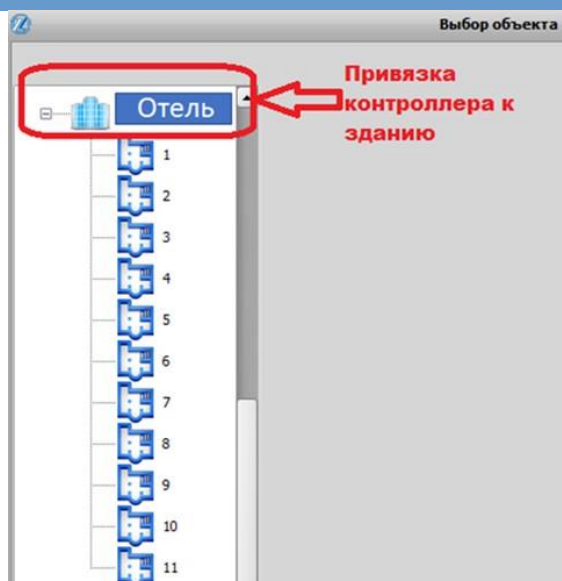 Выбор объекта
Привязка
контроллера к
зданию
Отель
1
2
3
4
5
6
7
8
9
10
11